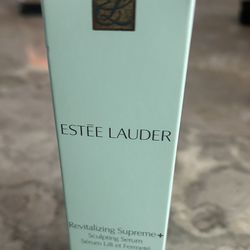 ESTĒE LAUDER
Revitalizing Supreme+
Sculpting Serum
Sérum Lift et Fermeté